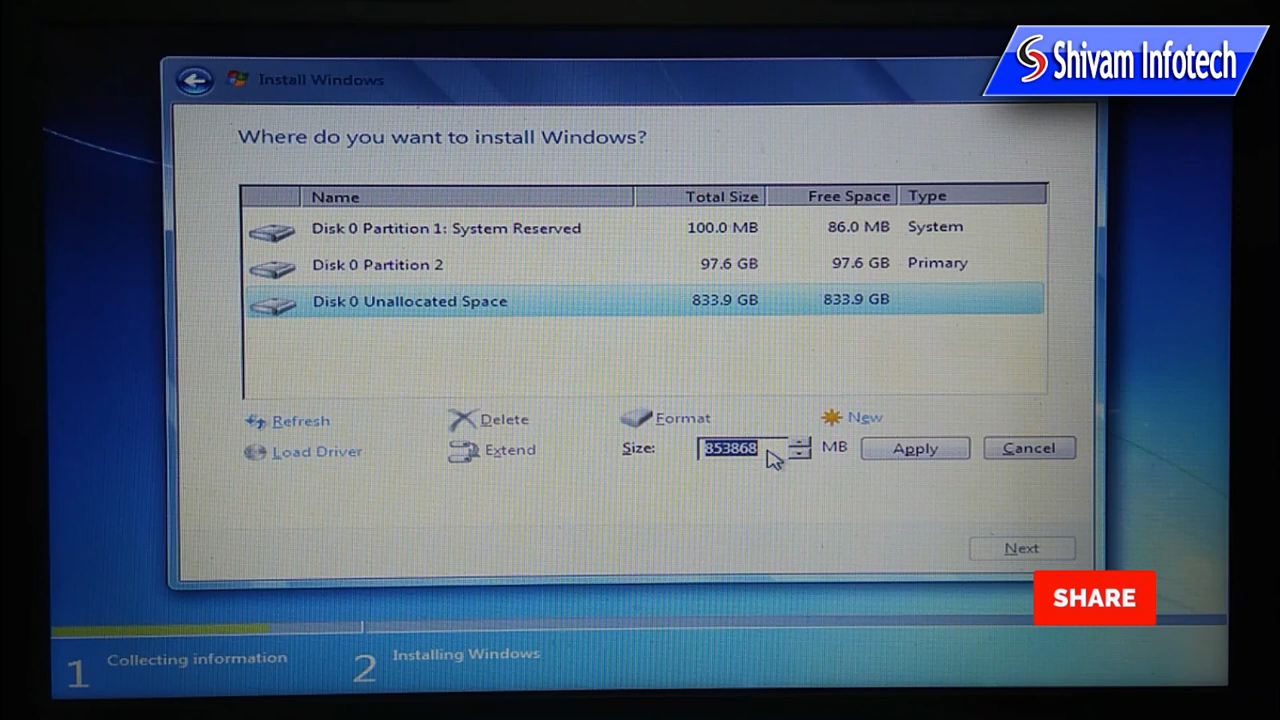 Shivam Infotech
Install Windows
Where do you want to install Windows?
Name Total Size Free Space Type
Disk 0 Partition 1: System Reserved 100.0 MB 86.0 MB System
Disk 0 Partition 2 97.6 GB 97.6 GB Primary
Disk 0 Unallocated Space 833.9 GB 833.9 GB
Refresh Delete Format New
Load Driver Extend Size: 853868 MB Apply Cancel
Next
SHARE
1 Collecting information 2 Installing Windows